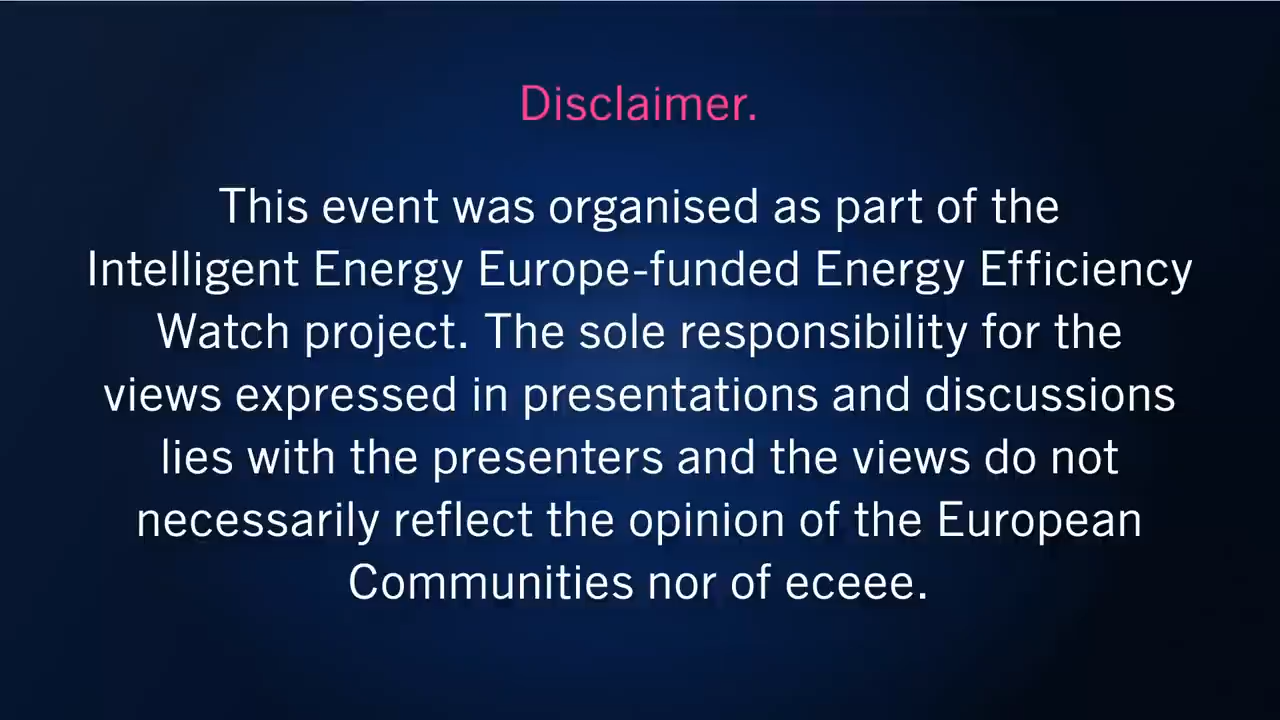 Disclaimer.
This event was organised as part of the
Intelligent Energy Europe-funded Energy Efficiency
Watch project. The sole responsibility for the
views expressed in presentations and discussions
lies with the presenters and the views do not
necessarily reflect the opinion of the European
Communities nor of eceee.